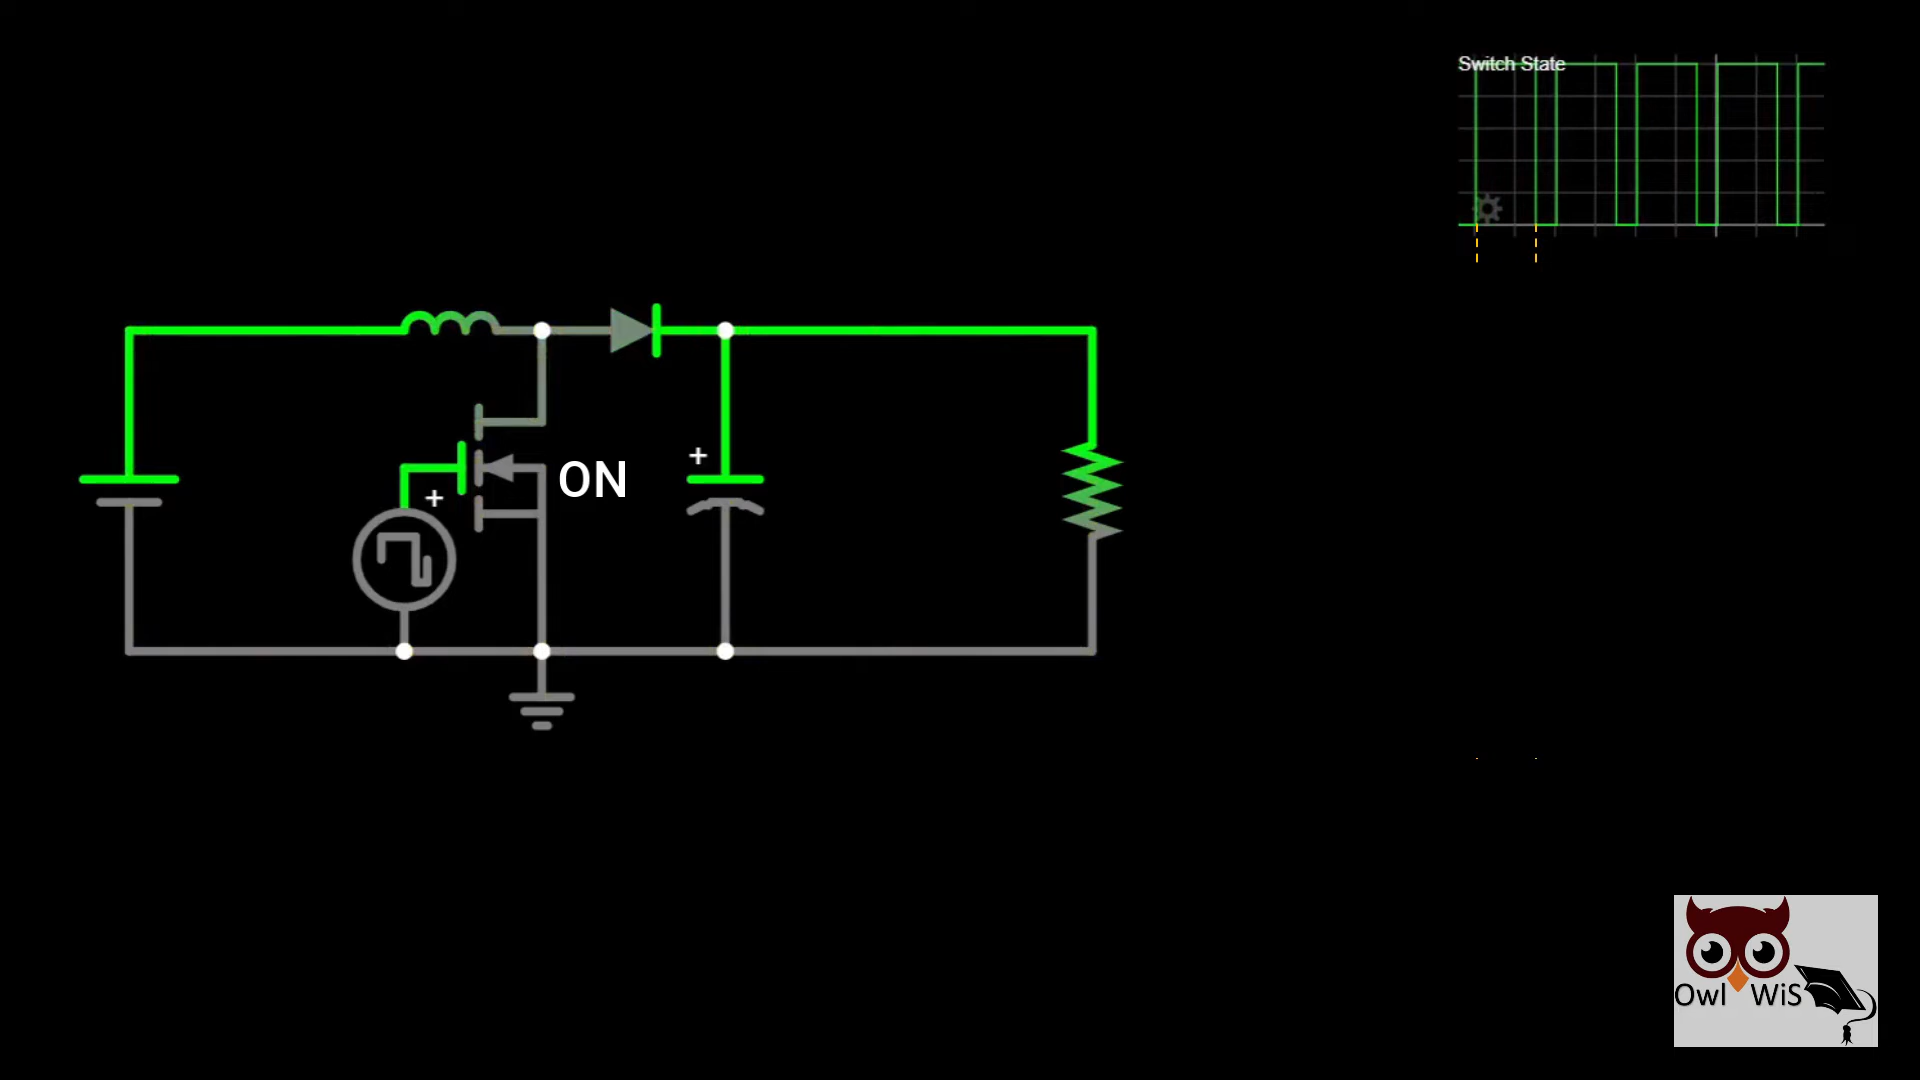 Switch State
+
ON
+
Owl WiS